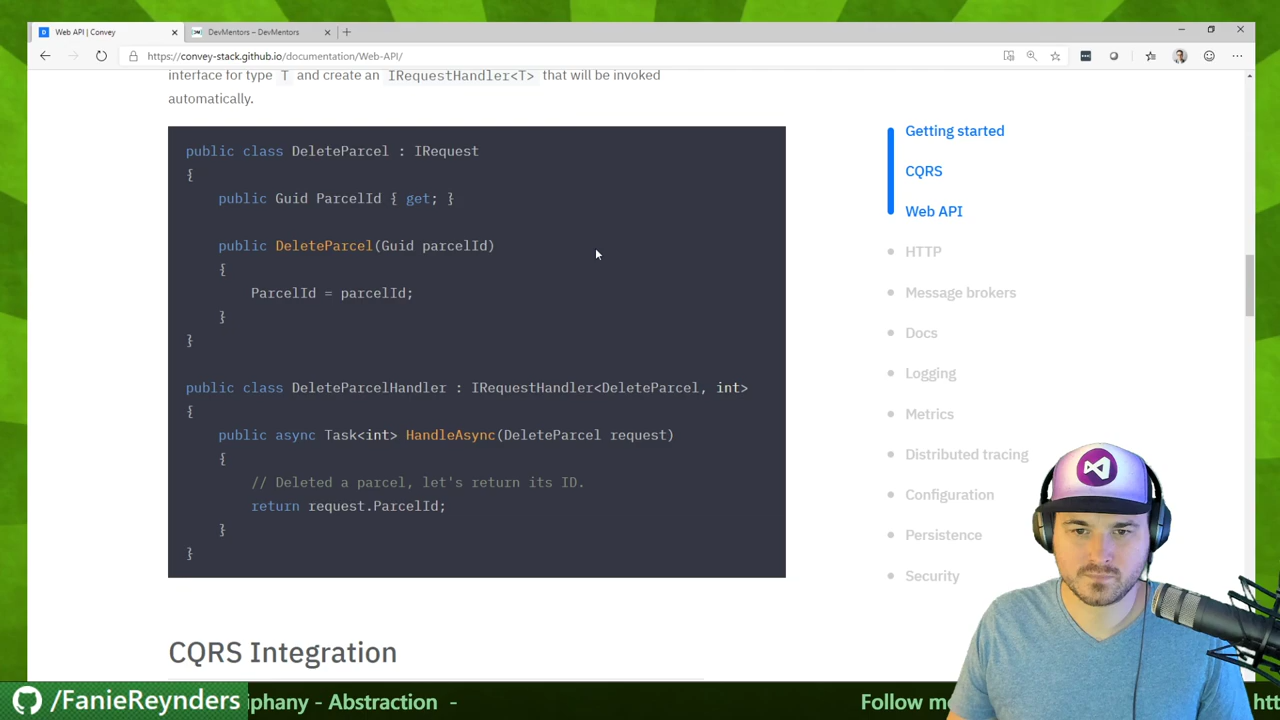 Web API | Convey
DevMentors – DevMentors
https://convey-stack.github.io/documentation/Web-API/
interface for type T and create an IRequestHandler<T> that will be invoked
automatically.
public class DeleteParcel : IRequest
{
public Guid ParcelId { get; }
public DeleteParcel(Guid parcelId)
{
ParcelId = parcelId;
}
}
public class DeleteParcelHandler : IRequestHandler<DeleteParcel, int>
{
public async Task<int> HandleAsync(DeleteParcel request)
{
// Deleted a parcel, let's return its ID.
return request.ParcelId;
}
}
CQRS Integration
Getting started
CQRS
Web API
HTTP
Message brokers
Docs
Logging
Metrics
Distributed tracing
Configuration
Persistence
Security
/FanieReynders
iphany - Abstraction -
Follow me